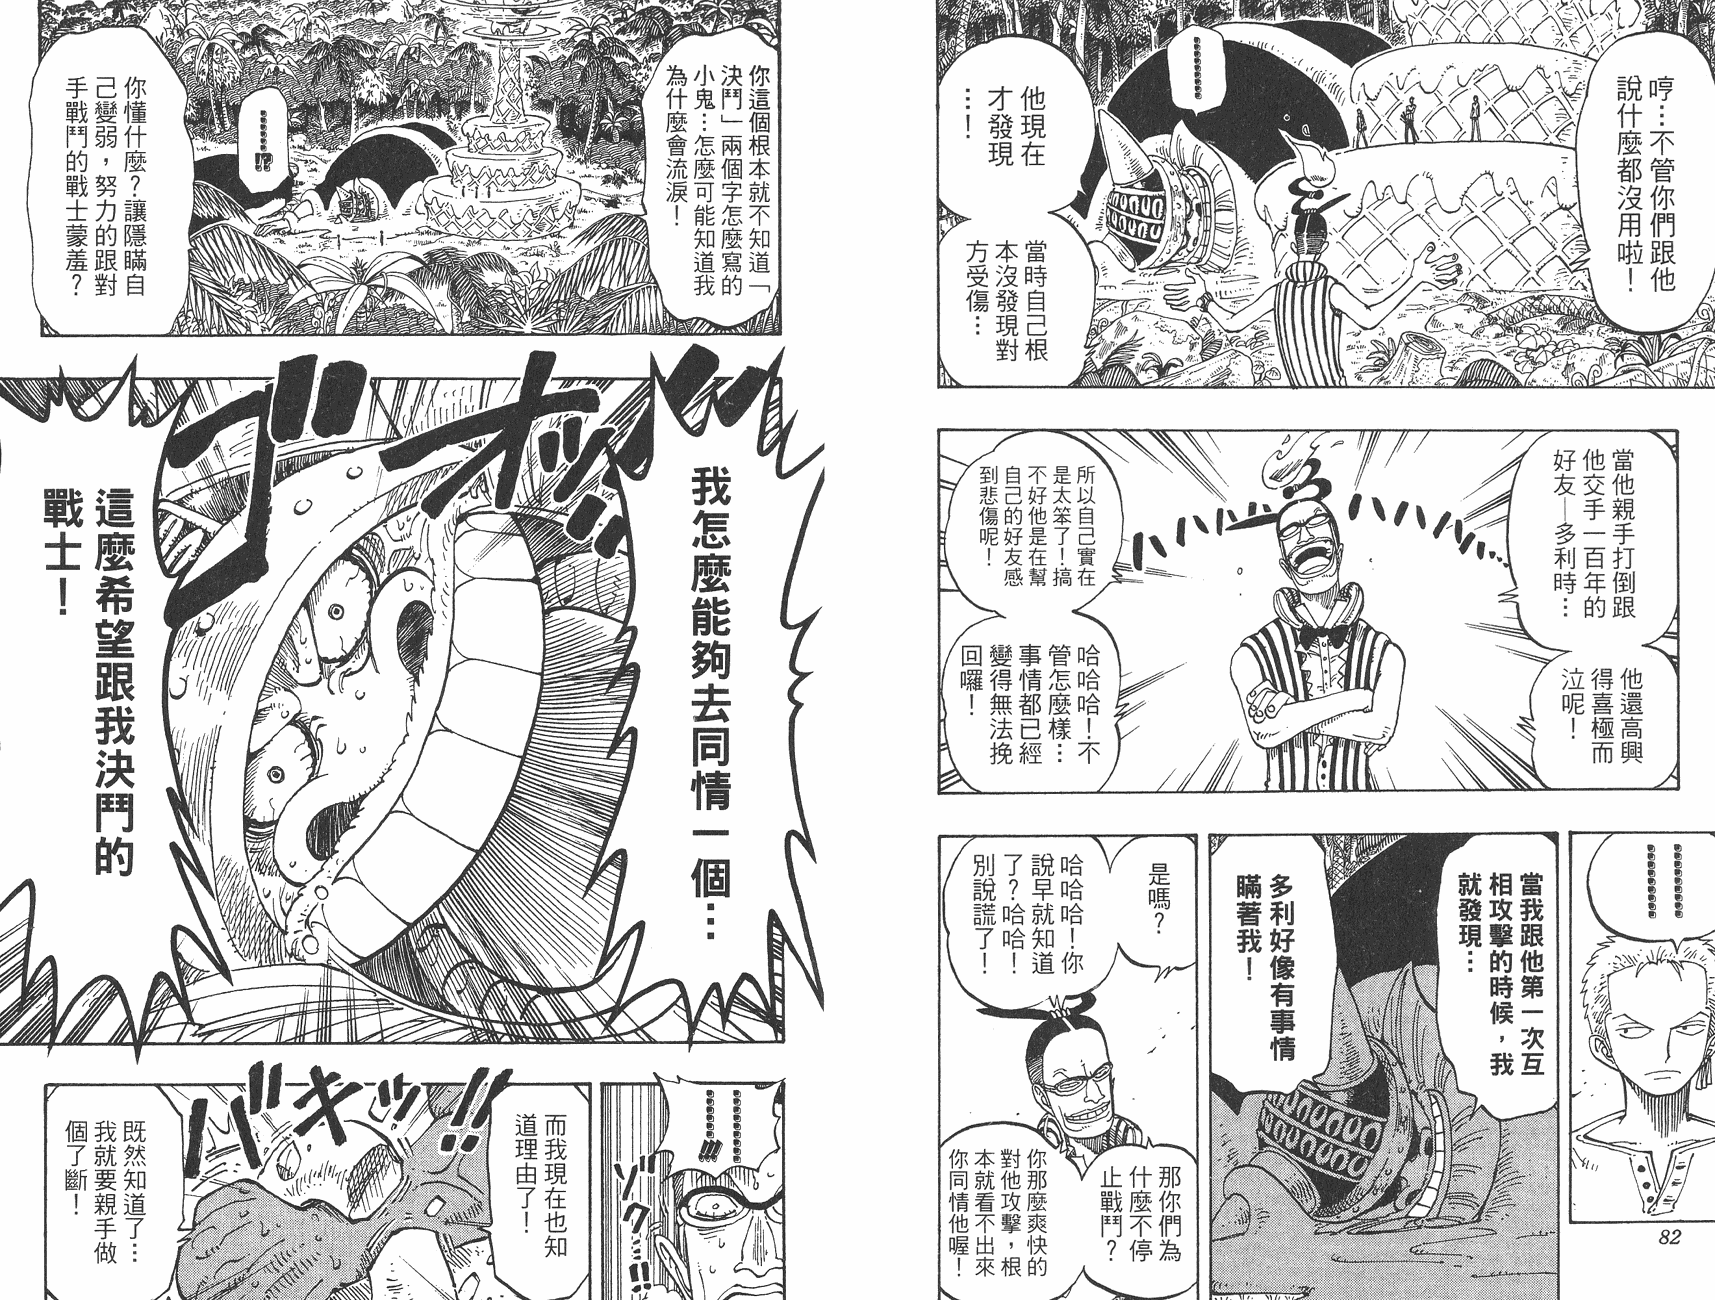 哼…不管你們跟他
說什麼都沒用啦！
…………
他現在
才發現
…！
當時自己根
本沒發現對
方受傷…
當他親手打倒跟
他交手一百年的
好友─多利時…
他還高興
得喜極而
泣呢！
ハハハハハハハハハ
所以自己實在
是太笨了！搞
不好他是在幫
自己的好友感
到悲傷呢！
哈哈哈！不
管怎麼樣…
事情都已經
變得無法挽
回囉！
…………
…………
當我跟他第一次互
相攻擊的時候，我
就發現…
多利好像有事情
瞞著我！
是嗎？
哈哈哈！你
說早就知道
了？哈哈！
別說謊了！
那你們為
什麼不停
止戰鬥？
你那麼爽快的
對他攻擊，根
本就看不出來
你同情他喔！
82
你這個根本就不知道「
決鬥」兩個字怎麼寫的
小鬼…怎麼可能知道我
為什麼會流淚！
………⁉
你懂什麼？讓隱瞞自
己變弱，努力的跟對
手戰鬥的戰士蒙羞？
我怎麼能夠去同情一個…
ゴオッ
這麼希望跟我決鬥的
戰士！
…………
………!!!
ゾクッ…!!
而我現在也知
道理由了！
バキッ!!
既然知道了…
我就要親手做
個了斷！